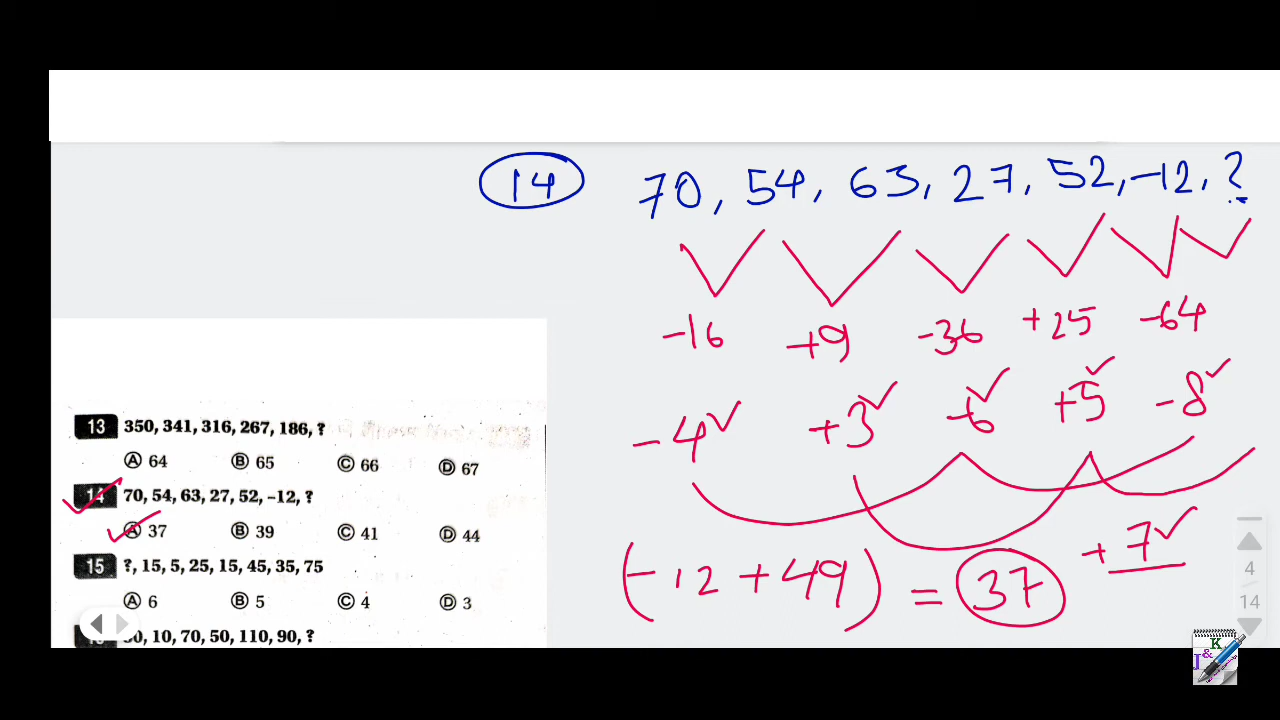 14 70, 54, 63, 27, 52, -12, ?
-16 +9 -36 +25 -64
-4 +3 -6 +5 -8
+7
(-12 + 49) = 37
13 350, 341, 316, 267, 186, ?
A 64 B 65 C 66 D 67
14 70, 54, 63, 27, 52, –12, ?
A 37 B 39 C 41 D 44
15 ?, 15, 5, 25, 15, 45, 35, 75
A 6 B 5 C 4 D 3
10, 70, 50, 110, 90, ?
4
14
I & K